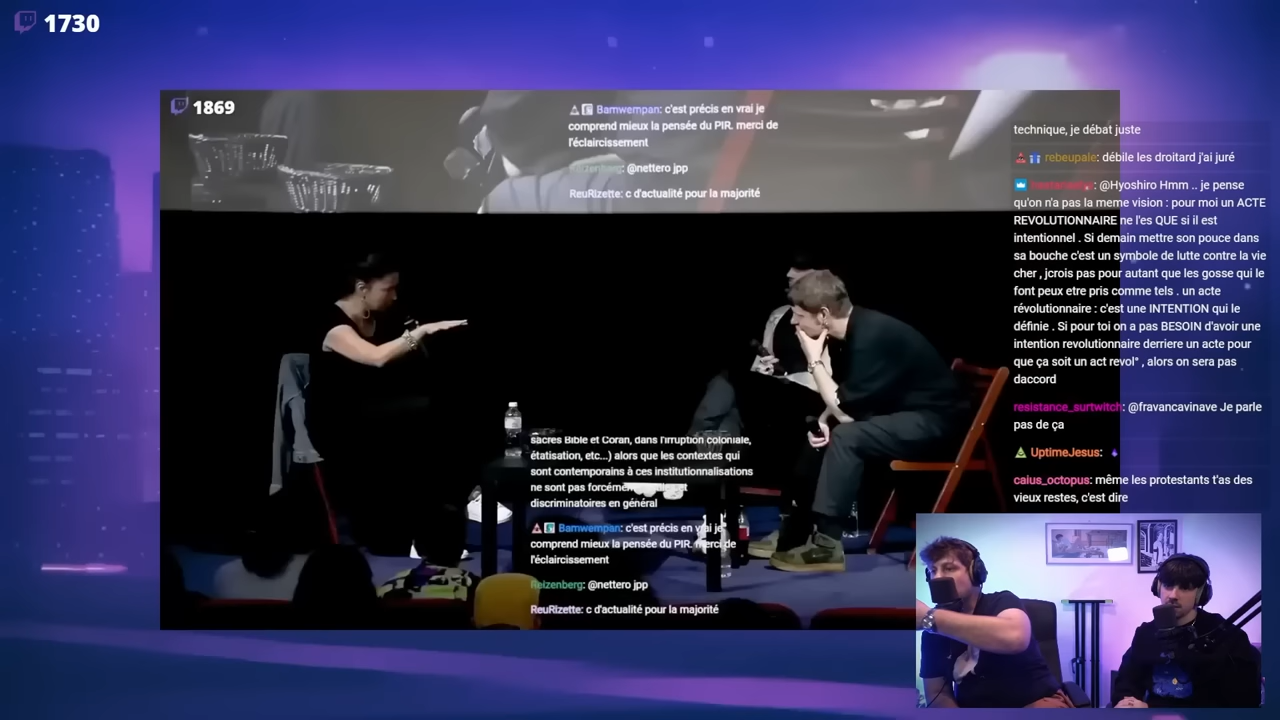 1730
1869
Bamwempan: c'est précis en vrai je
comprend mieux la pensée du PIR. merci de
l'éclaircissement
@nettero jpp
ReuRizette: c d'actualité pour la majorité
technique, je débat juste
rebeupale: débile les droitard j'ai juré
@Hyoshiro Hmm .. je pense
qu'on n'a pas la meme vision : pour moi un ACTE
REVOLUTIONNAIRE ne l'es QUE si il est
intentionnel . Si demain mettre son pouce dans
sa bouche c'est un symbole de lutte contre la vie
cher , jcrois pas pour autant que les gosse qui le
font peux etre pris comme tels . un acte
révolutionnaire : c'est une INTENTION qui le
définie . Si pour toi on a pas BESOIN d'avoir une
intention revolutionnaire derriere un acte pour
que ça soit un act revol* , alors on sera pas
daccord
resistance_surtwitch: @fravancavinave Je parle
pas de ça
UptimeJesus:
caius_octopus: même les protestants t'as des
vieux restes, c'est dire
sacrés Bible et Coran, dans l'irruption coloniale,
étatisation, etc...) alors que les contextes qui
sont contemporains à ces institutionnalisations
ne sont pas et
discriminatoires en général
Bamwempan: c'est précis en vrai je
comprend mieux la pensée du PIR. merci de
l'éclaircissement
Reizenberg: @nettero jpp
ReuRizette: c d'actualité pour la majorité